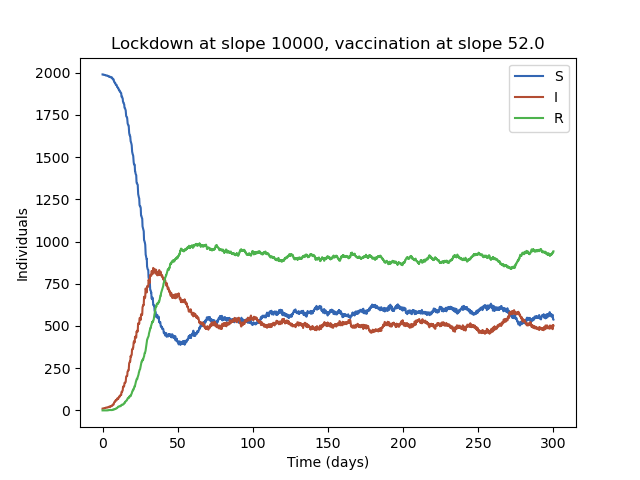 Lockdown at slope 10000, vaccination at slope 52.0
S
I
R
2000
1750
1500
1250
1000
750
500
250
0
Individuals
0 50 100 150 200 250 300
Time (days)